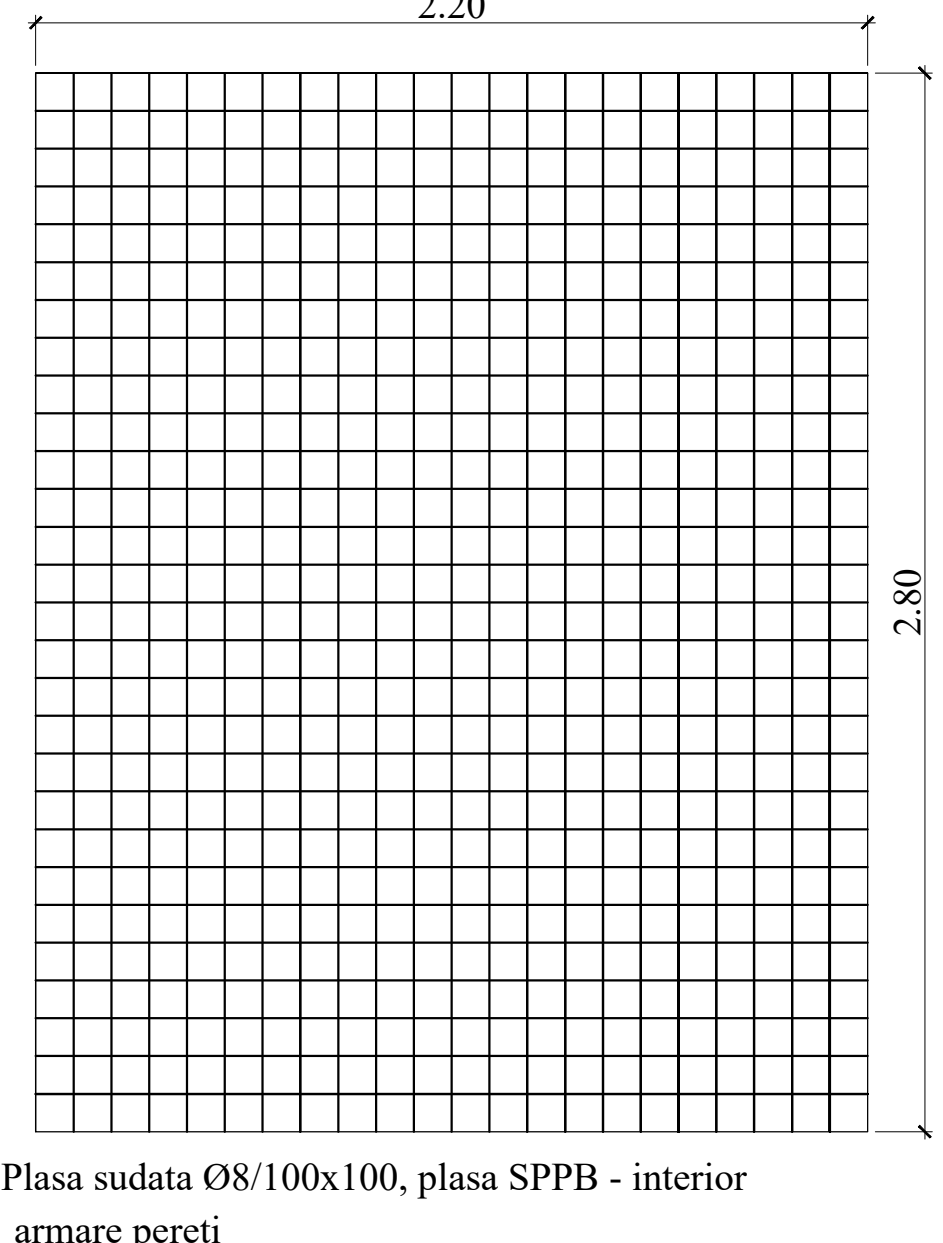 2.20
2.80
Plasa sudata Ø8/100x100, plasa SPPB - interior
armare pereti